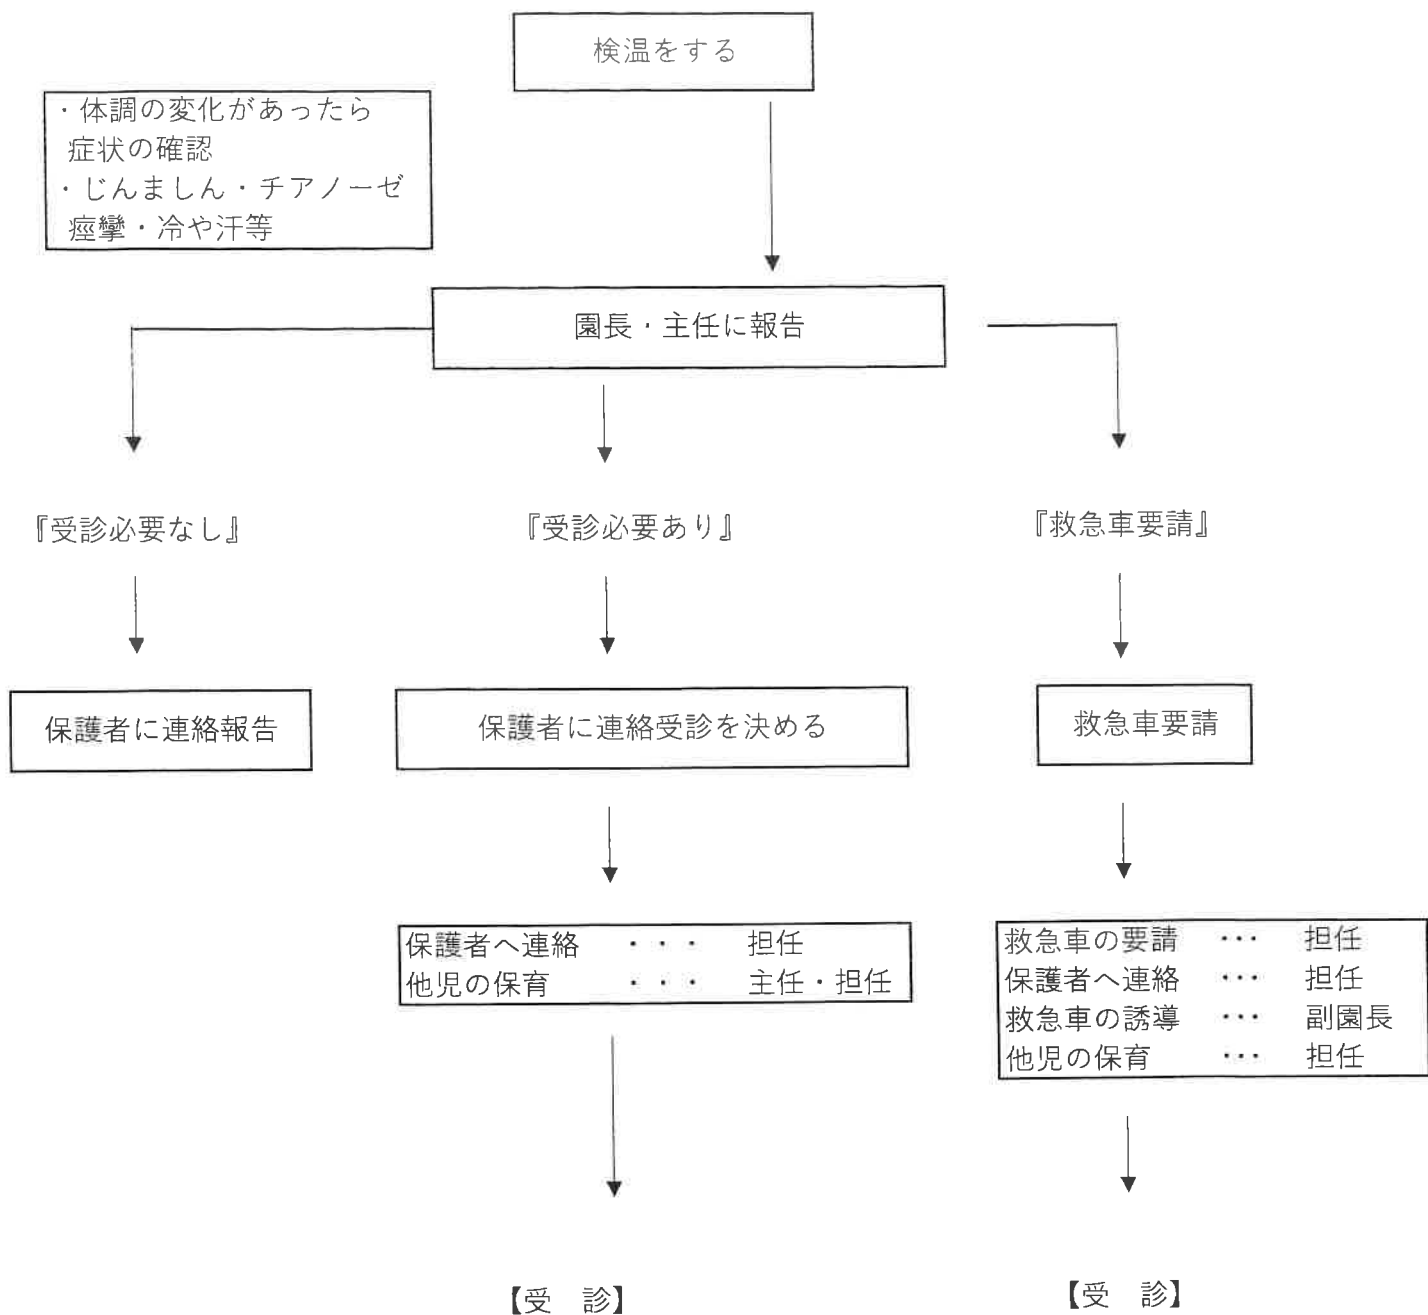 検温をする
・体調の変化があったら
症状の確認
・じんましん・チアノーゼ
痙攣・冷や汗等
園長・主任に報告
『受診必要なし』
『受診必要あり』
『救急車要請』
保護者に連絡報告
保護者に連絡受診を決める
救急車要請
保護者へ連絡 ・・・ 担任
他児の保育 ・・・ 主任・担任
救急車の要請 ・・・ 担任
保護者へ連絡 ・・・ 担任
救急車の誘導 ・・・ 副園長
他児の保育 ・・・ 担任
【受　診】
【受　診】